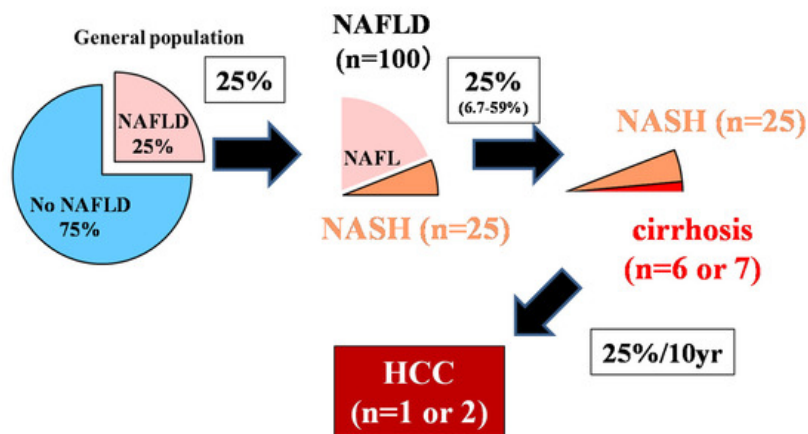 General population
NAFLD
25%
No NAFLD
75%
25%
NAFLD
(n=100)
NAFL
NASH (n=25)
25%
(6.7-59%)
NASH (n=25)
cirrhosis
(n=6 or 7)
25%/10yr
HCC
(n=1 or 2)